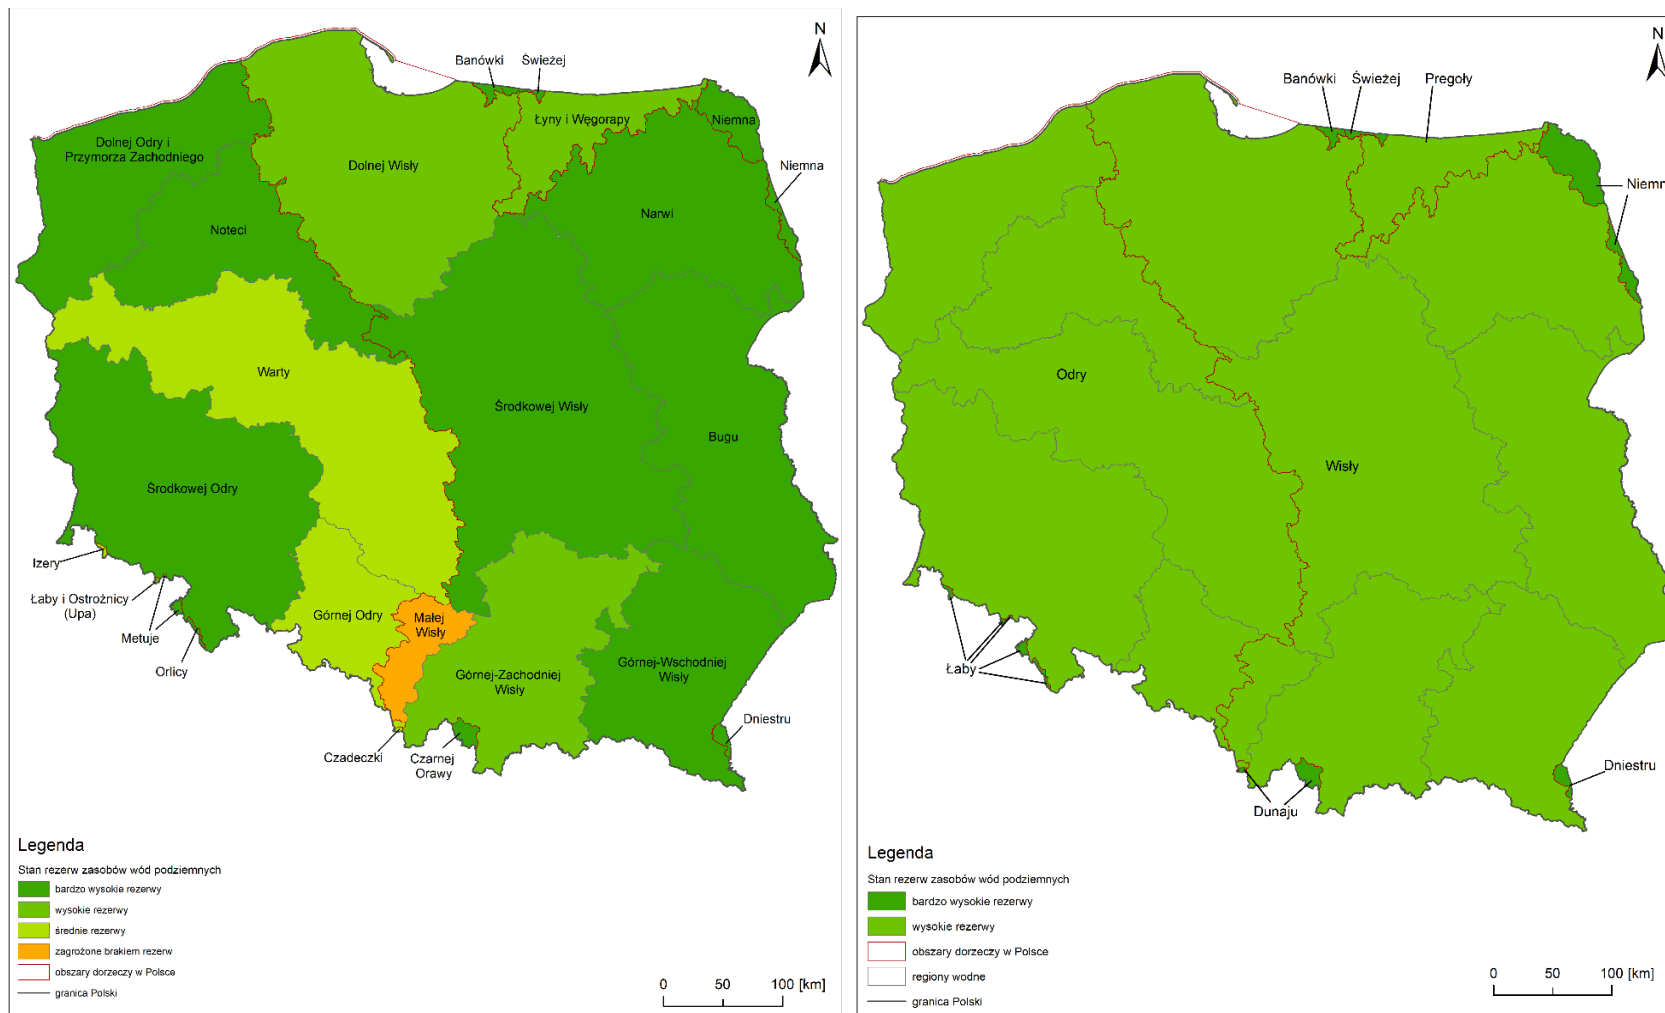 N
Banówki
Świeżej
Łyny i Węgorapy
Niemna
Dolnej Odry i
Przymorza Zachodniego
Dolnej Wisły
Niemna
Narwi
Noteci
Warty
Środkowej Wisły
Bugu
Środkowej Odry
Izery
Łaby i Ostrożnicy
(Upa)
Metuje
Orlicy
Górnej Odry
Małej
Wisły
Górnej-Zachodniej
Wisły
Górnej-Wschodniej
Wisły
Dniestru
Czadeczki
Czarnej
Orawy
Legenda
Stan rezerw zasobów wód podziemnych
bardzo wysokie rezerwy
wysokie rezerwy
średnie rezerwy
zagrożone brakiem rezerw
obszary dorzeczy w Polsce
granica Polski
0 50 100 [km]
N
Banówki
Świeżej
Pregoły
Niemn
Odry
Wisły
Łaby
Dniestru
Dunaju
Legenda
Stan rezerw zasobów wód podziemnych
bardzo wysokie rezerwy
wysokie rezerwy
obszary dorzeczy w Polsce
regiony wodne
granica Polski
0 50 100 [km]